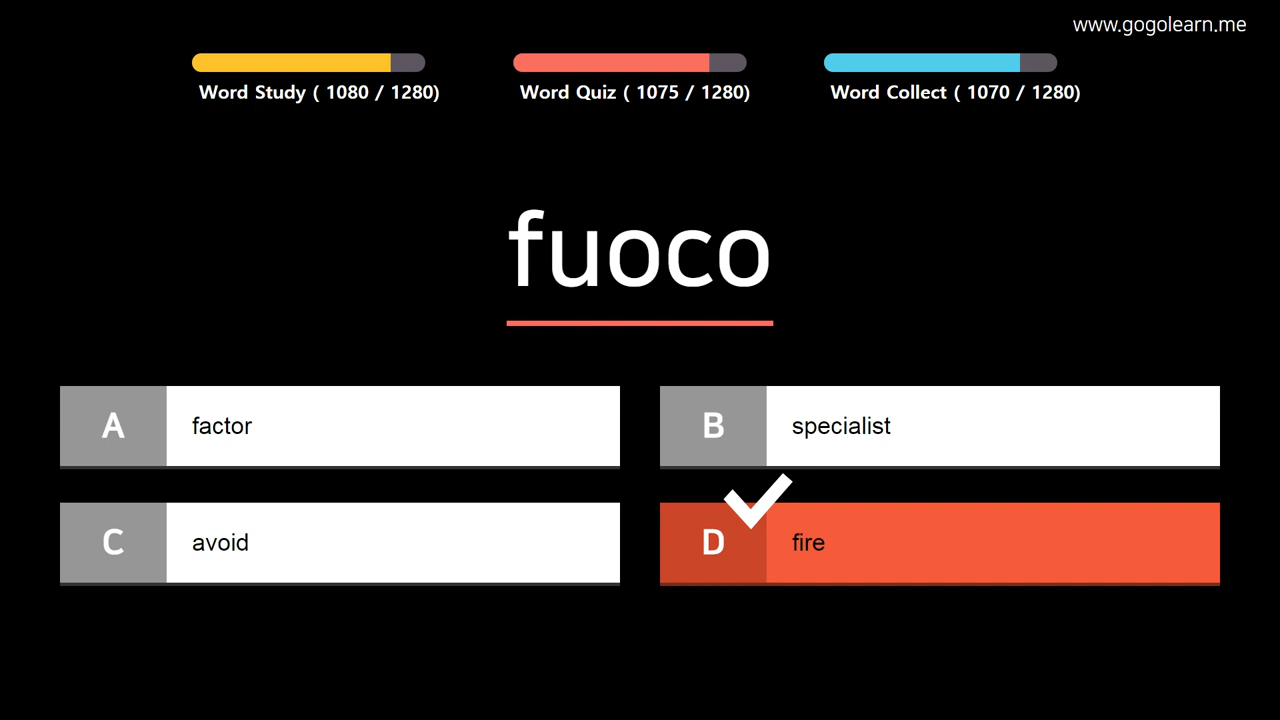 www.gogolearn.me
Word Study ( 1080 / 1280)
Word Quiz ( 1075 / 1280)
Word Collect ( 1070 / 1280)
fuoco
A factor
B specialist
C avoid
D fire